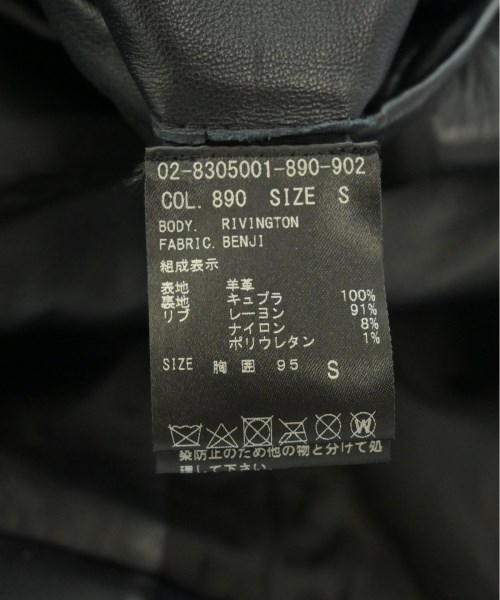 02-8305001-890-902
COL. 890 SIZE S
BODY. RIVINGTON
FABRIC. BENJI
組成表示
表地 羊革
裏地 キュプラ 100%
リブ レーヨン 91%
ナイロン 8%
ポリウレタン 1%
SIZE 胸囲 95 S
W
染防止のため他の物と分けて処
理して下さい。